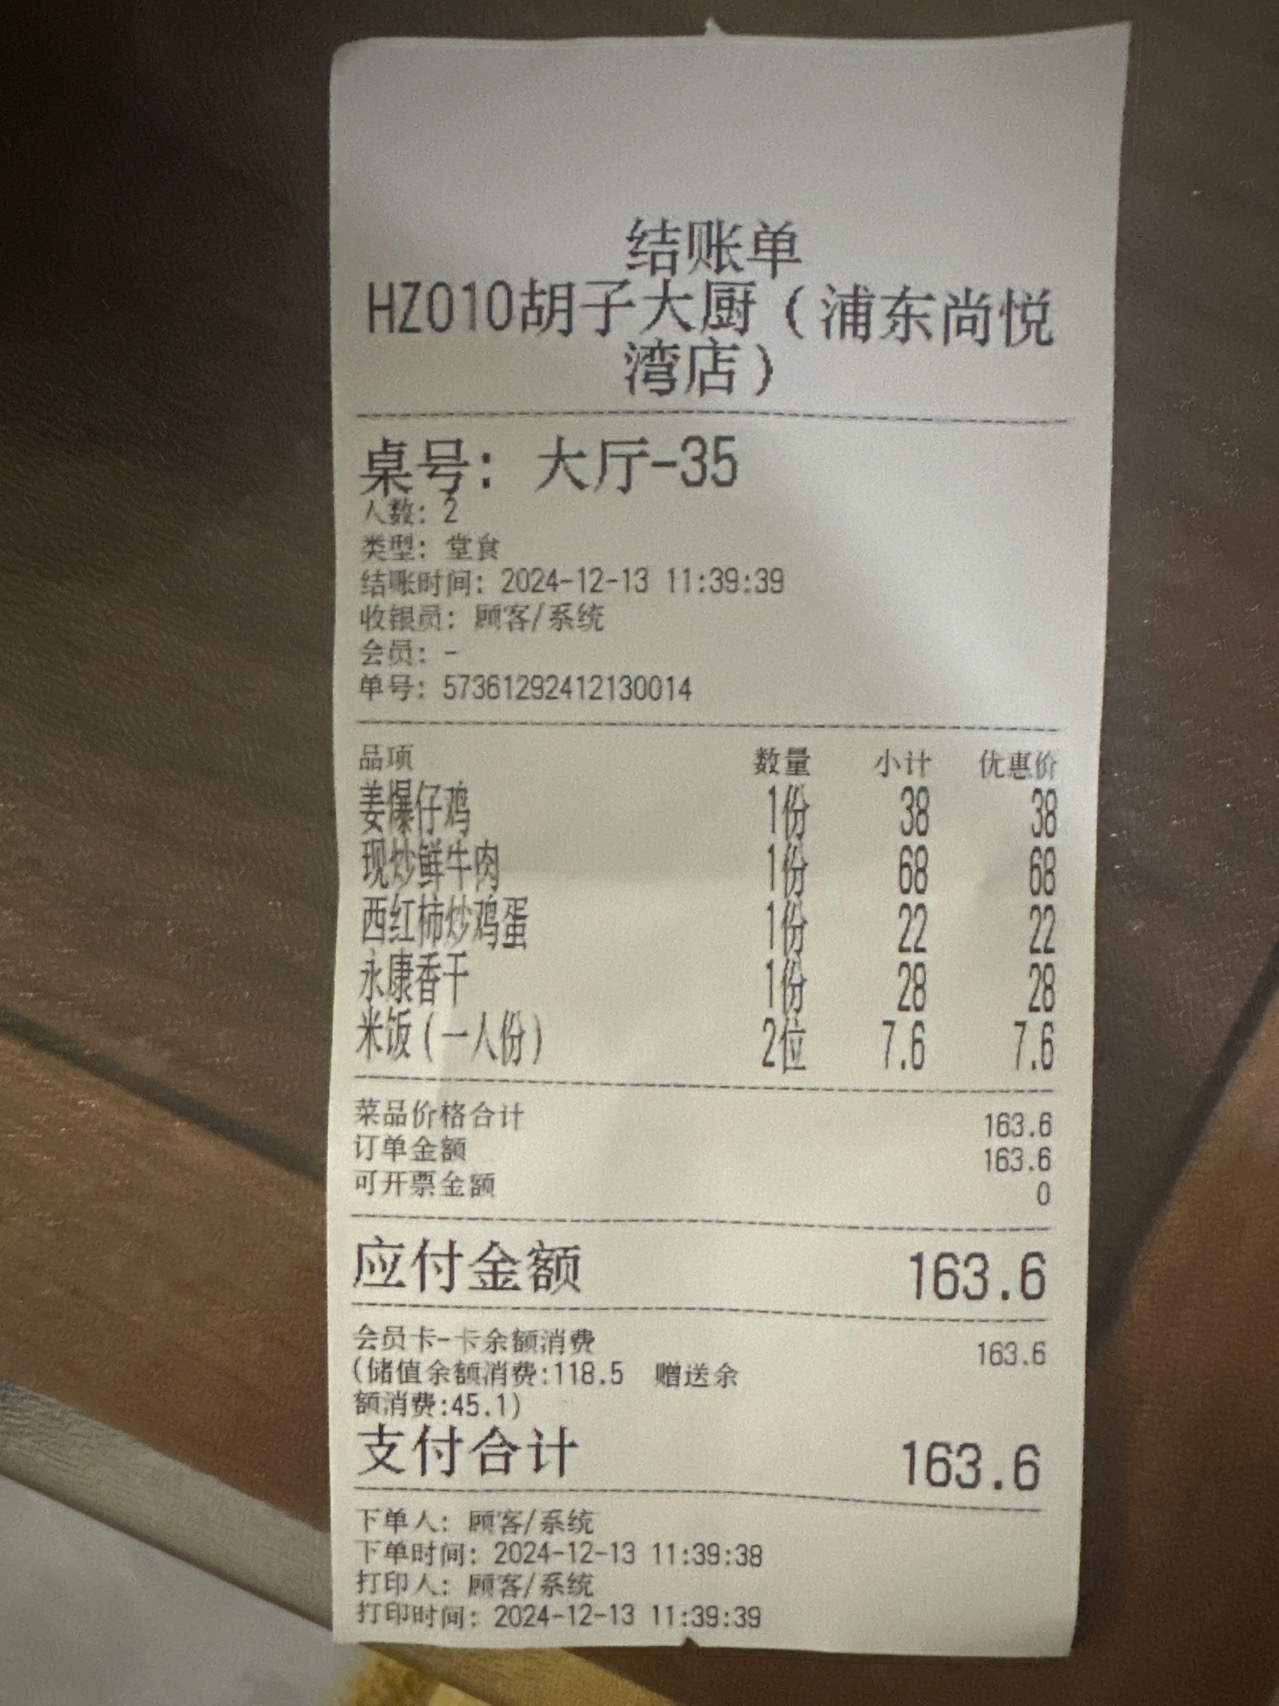 结账单
HZ010胡子大厨（浦东尚悦
湾店）
桌号：大厅-35
人数：2
类型：堂食
结账时间：2024-12-13 11:39:39
收银员：顾客/系统
会员：-
单号：57361292412130014
品项 数量 小计 优惠价
姜爆仔鸡 1份 38 38
现炒鲜牛肉 1份 68 68
西红柿炒鸡蛋 1份 22 22
永康香干 1份 28 28
米饭（一人份） 2位 7.6 7.6
菜品价格合计 163.6
订单金额 163.6
可开票金额 0
应付金额 163.6
会员卡-卡余额消费 163.6
(储值余额消费:118.5 赠送余
额消费:45.1)
支付合计 163.6
下单人：顾客/系统
下单时间：2024-12-13 11:39:38
打印人：顾客/系统
打印时间：2024-12-13 11:39:39